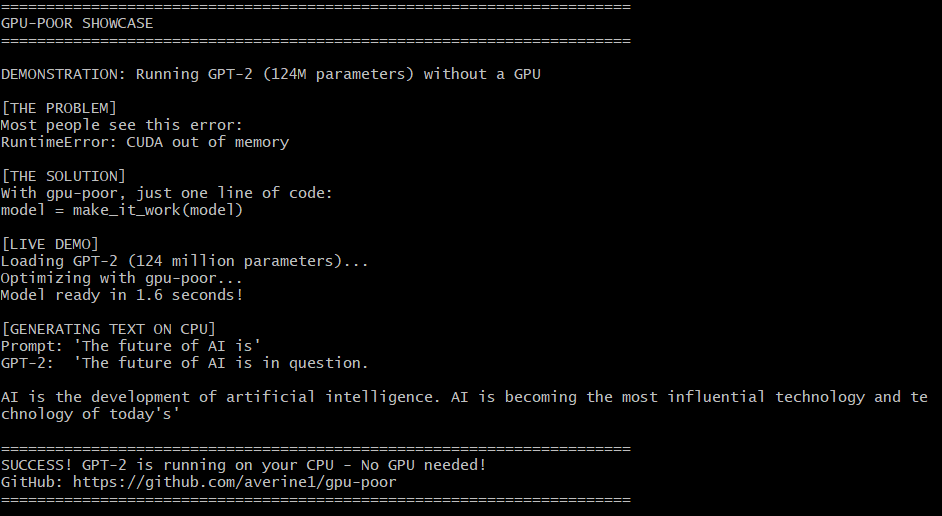 ======================================================================
GPU-POOR SHOWCASE
======================================================================
DEMONSTRATION: Running GPT-2 (124M parameters) without a GPU
[THE PROBLEM]
Most people see this error:
RuntimeError: CUDA out of memory
[THE SOLUTION]
With gpu-poor, just one line of code:
model = make_it_work(model)
[LIVE DEMO]
Loading GPT-2 (124 million parameters)...
Optimizing with gpu-poor...
Model ready in 1.6 seconds!
[GENERATING TEXT ON CPU]
Prompt: 'The future of AI is'
GPT-2:  'The future of AI is in question.
AI is the development of artificial intelligence. AI is becoming the most influential technology and te
chnology of today's'
======================================================================
SUCCESS! GPT-2 is running on your CPU - No GPU needed!
GitHub: https://github.com/averine1/gpu-poor
======================================================================